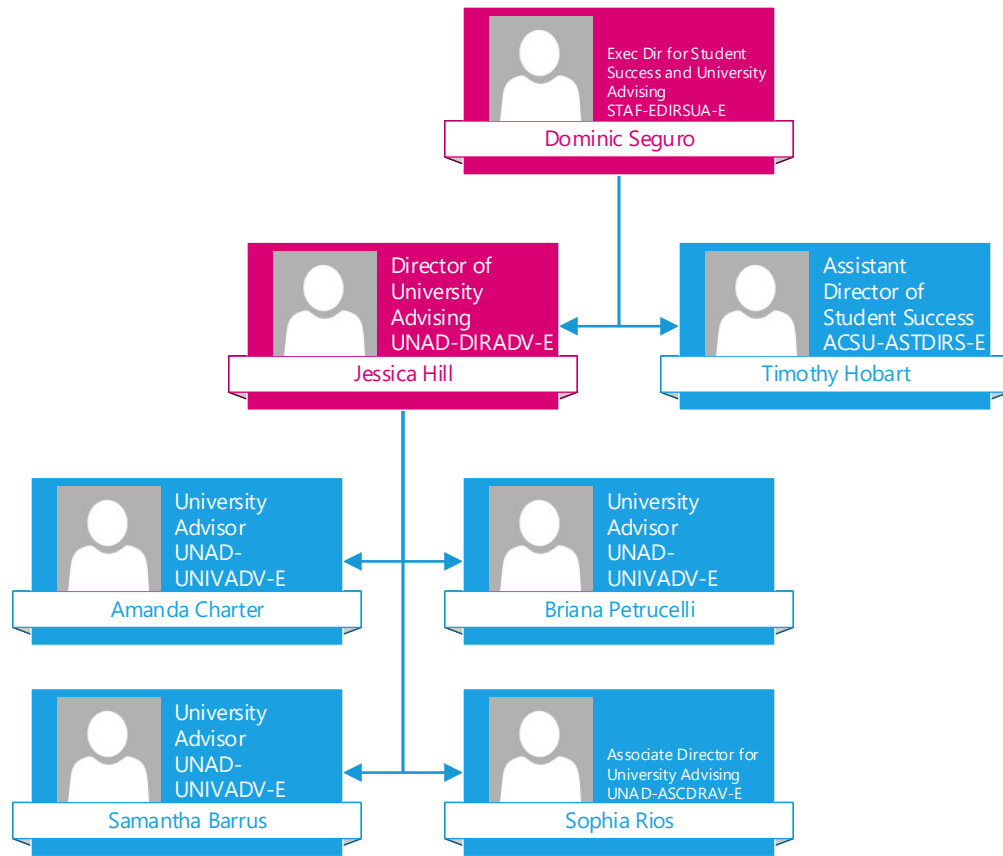 Exec Dir for Student
Success and University
Advising
STAF-EDIRSUA-E
Dominic Seguro
Director of
University
Advising
UNAD-DIRADV-E
Jessica Hill
Assistant
Director of
Student Success
ACSU-ASTDIRS-E
Timothy Hobart
University
Advisor
UNAD-
UNIVADV-E
Amanda Charter
University
Advisor
UNAD-
UNIVADV-E
Briana Petrucelli
University
Advisor
UNAD-
UNIVADV-E
Samantha Barrus
Associate Director for
University Advising
UNAD-ASCDRAV-E
Sophia Rios